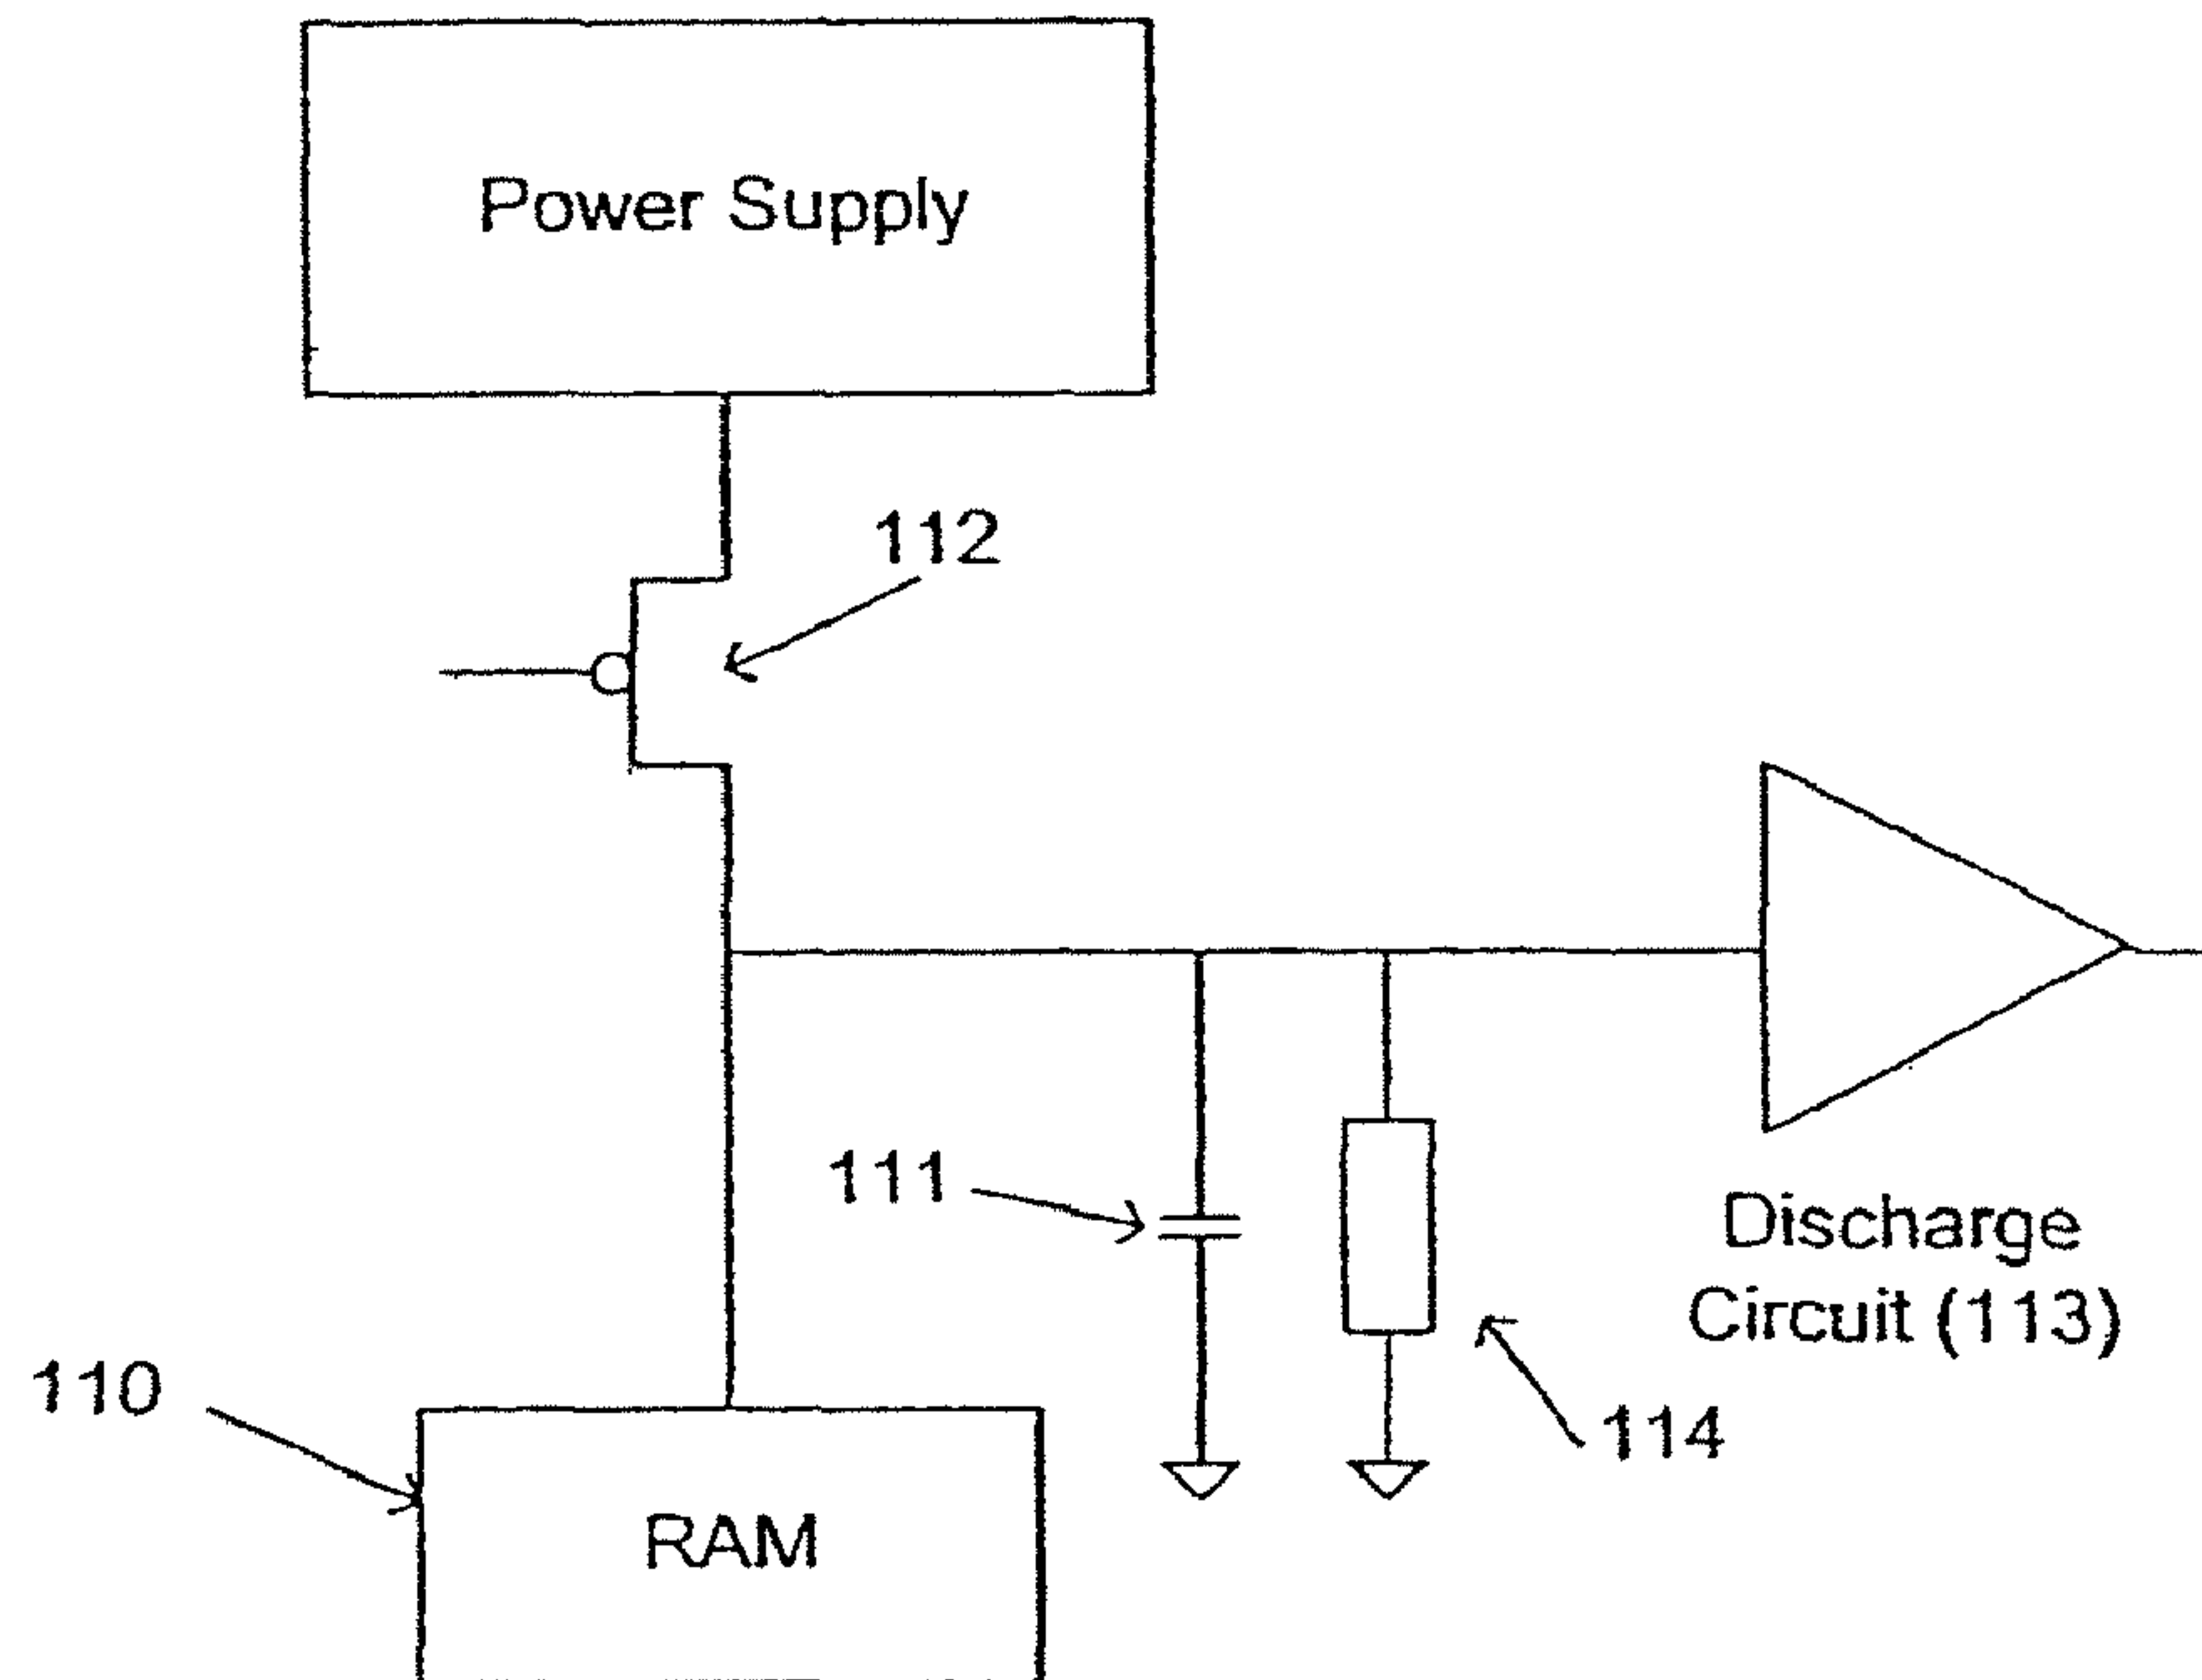 Power Supply
112
111
Discharge
Circuit (113)
110
114
RAM